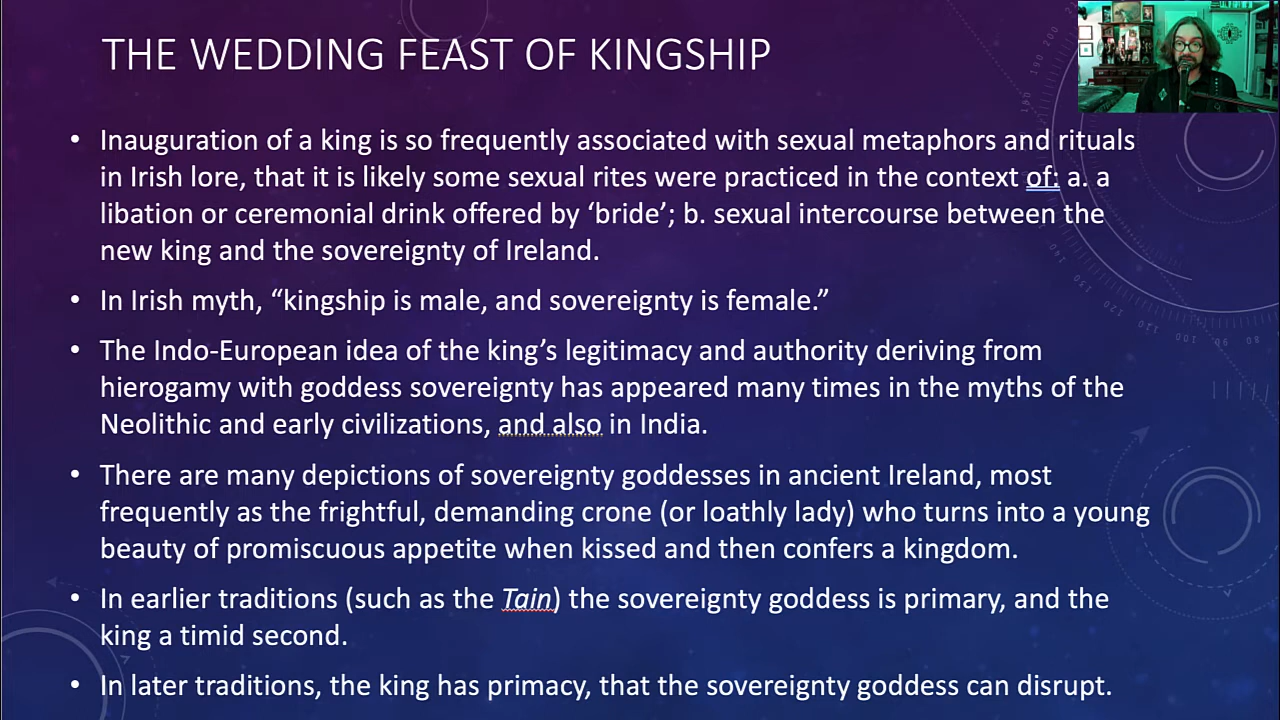 THE WEDDING FEAST OF KINGSHIP
• Inauguration of a king is so frequently associated with sexual metaphors and rituals
in Irish lore, that it is likely some sexual rites were practiced in the context of: a. a
libation or ceremonial drink offered by ‘bride’; b. sexual intercourse between the
new king and the sovereignty of Ireland.
• In Irish myth, “kingship is male, and sovereignty is female.”
• The Indo-European idea of the king’s legitimacy and authority deriving from
hierogamy with goddess sovereignty has appeared many times in the myths of the
Neolithic and early civilizations, and also in India.
• There are many depictions of sovereignty goddesses in ancient Ireland, most
frequently as the frightful, demanding crone (or loathly lady) who turns into a young
beauty of promiscuous appetite when kissed and then confers a kingdom.
• In earlier traditions (such as the Tain) the sovereignty goddess is primary, and the
king a timid second.
• In later traditions, the king has primacy, that the sovereignty goddess can disrupt.